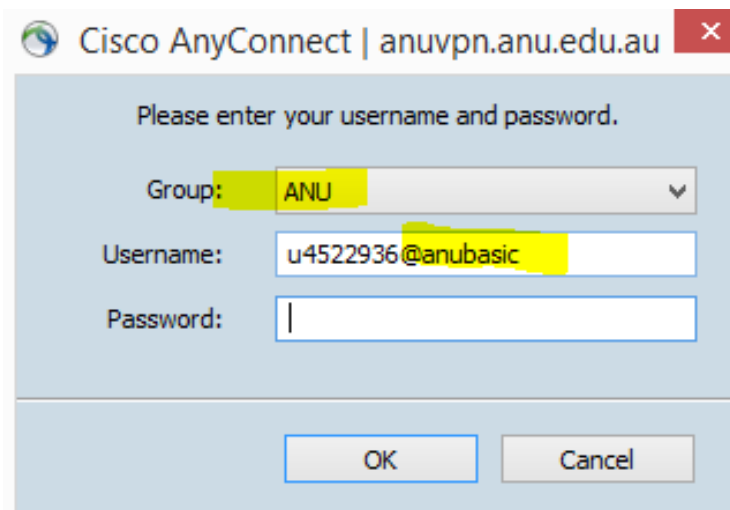 Cisco AnyConnect | anuvpn.anu.edu.au
Please enter your username and password.
Group: ANU
Username: u4522936@anubasic
Password:
OK Cancel